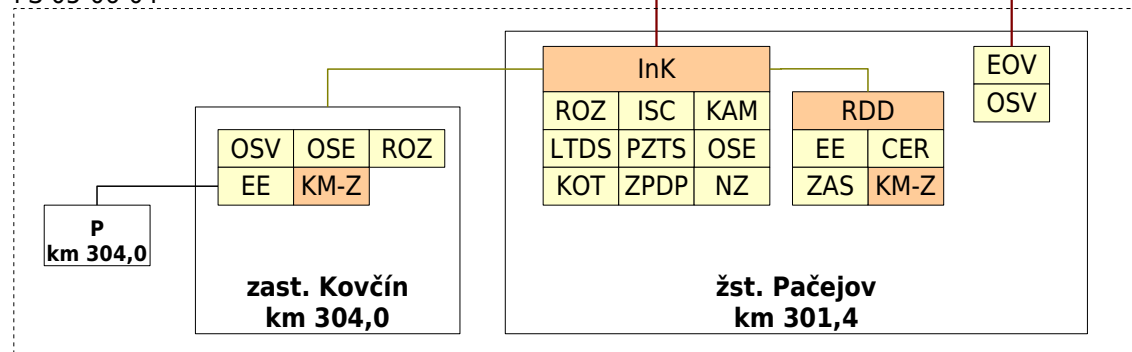 InK
EOV
ROZ ISC KAM
RDD
OSV
OSV OSE ROZ
LTDS PZTS OSE
EE CER
EE KM-Z
KOT ZPDP NZ
ZAS KM-Z
P
km 304,0
zast. Kovčín
km 304,0
žst. Pačejov
km 301,4